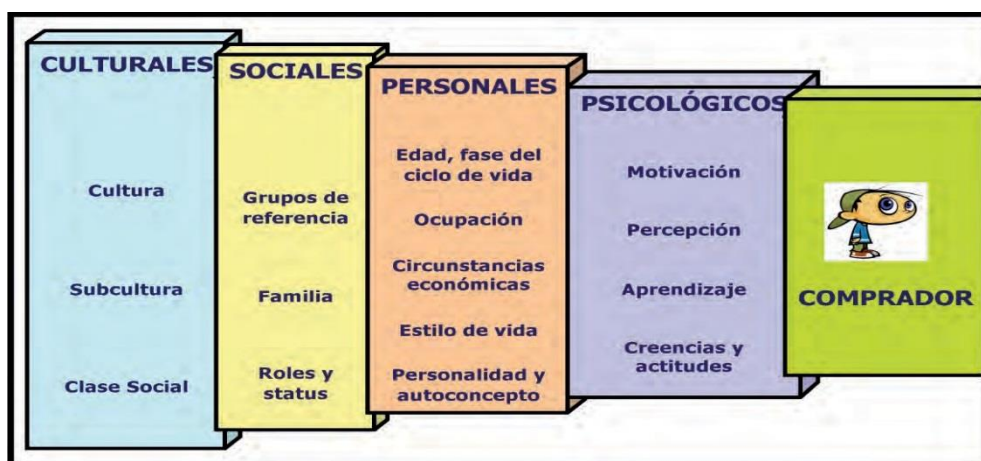 CULTURALES
Cultura
Subcultura
Clase Social
SOCIALES
Grupos de
referencia
Familia
Roles y
status
PERSONALES
Edad, fase del
ciclo de vida
Ocupación
Circunstancias
económicas
Estilo de vida
Personalidad y
autoconcepto
PSICOLÓGICOS
Motivación
Percepción
Aprendizaje
Creencias y
actitudes
COMPRADOR